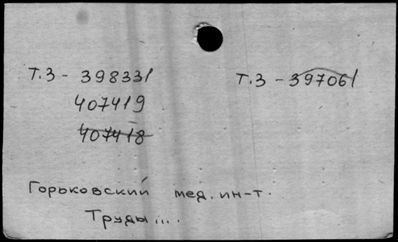 Т.3 - 398331 Т.3 - 397061
407419
407418
Горьковский мед. ин-т.
Труды...